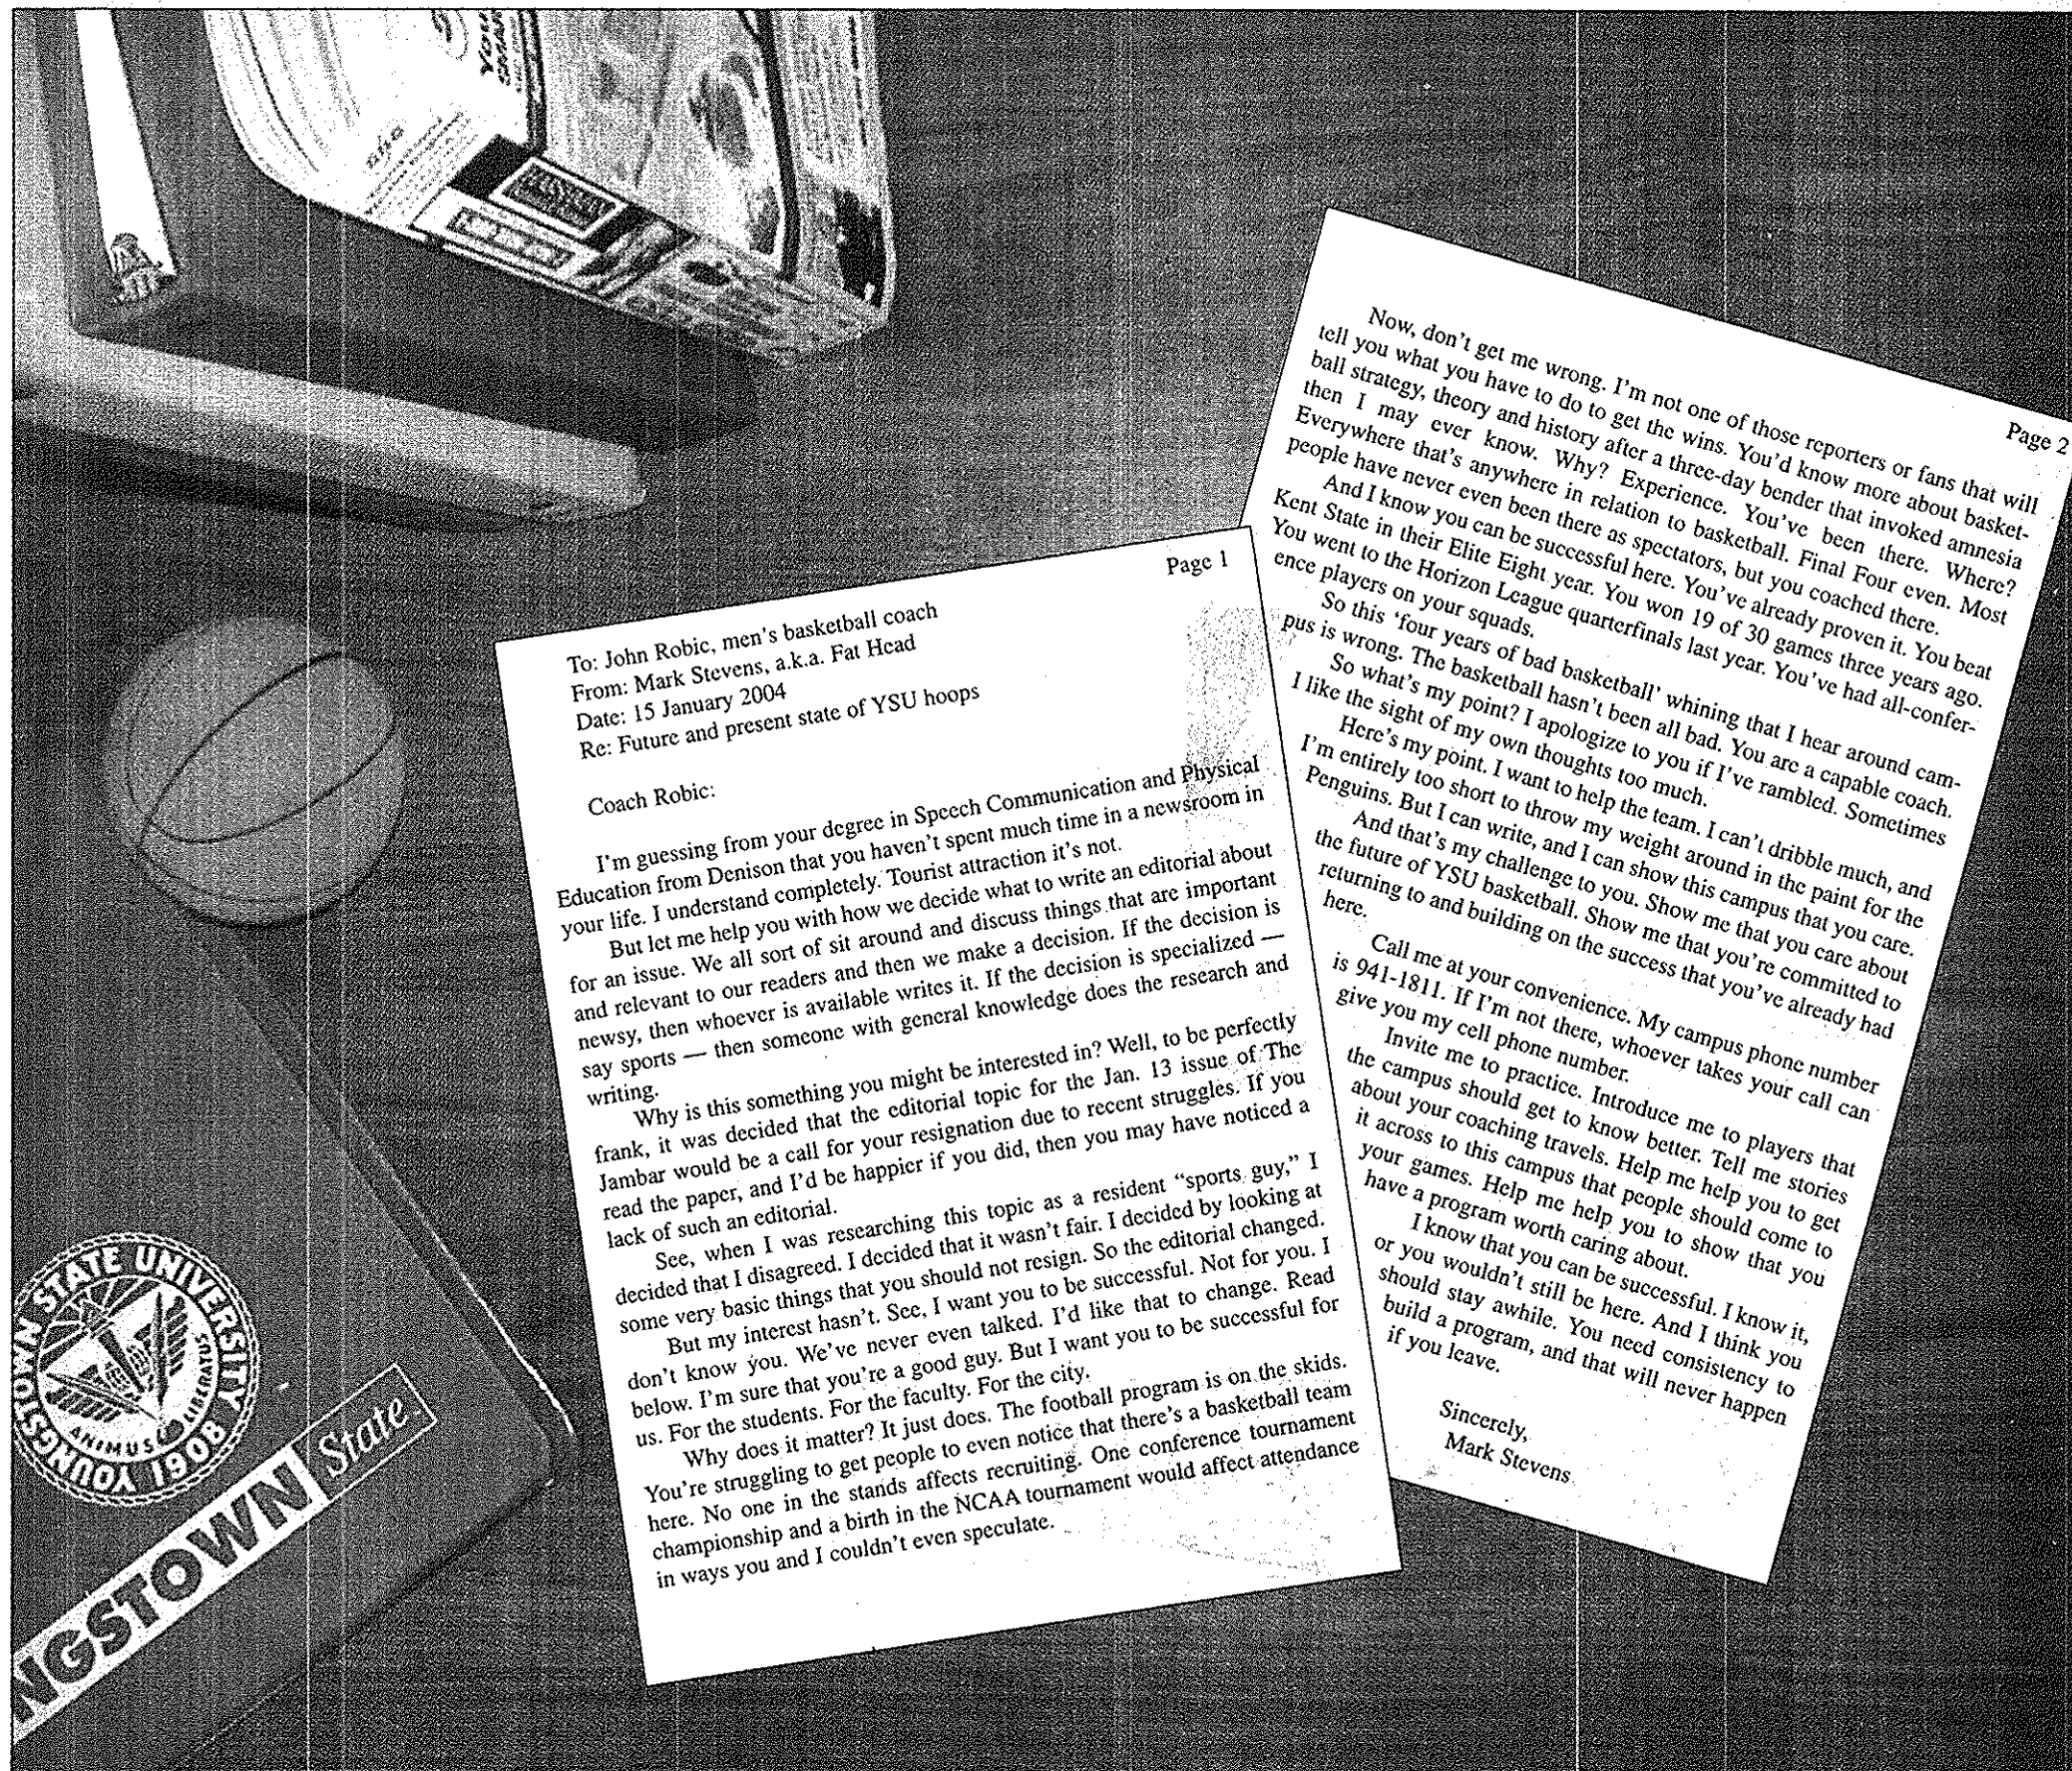 Page 1
To: John Robic, men's basketball coach
From: Mark Stevens, a.k.a. Fat Head
Date: 15 January 2004
Re: Future and present state of YSU hoops
Coach Robic:
I'm guessing from your degree in Speech Communication and Physical
Education from Denison that you haven't spent much time in a newsroom in
your life. I understand completely. Tourist attraction it's not.
But let me help you with how we decide what to write an editorial about
for an issue. We all sort of sit around and discuss things that are important
and relevant to our readers and then we make a decision. If the decision is
newsy, then whoever is available writes it. If the decision is specialized —
say sports — then someone with general knowledge does the research and
writing.
Why is this something you might be interested in? Well, to be perfectly
frank, it was decided that the editorial topic for the Jan. 13 issue of The
Jambar would be a call for your resignation due to recent struggles. If you
read the paper, and I'd be happier if you did, then you may have noticed a
lack of such an editorial.
See, when I was researching this topic as a resident "sports guy," I
decided that I disagreed. I decided that it wasn't fair. I decided by looking at
some very basic things that you should not resign. So the editorial changed.
But my interest hasn't. See, I want you to be successful. Not for you. I
don't know you. We've never even talked. I'd like that to change. Read
below. I'm sure that you're a good guy. But I want you to be successful for
us. For the students. For the faculty. For the city.
Why does it matter? It just does. The football program is on the skids.
You're struggling to get people to even notice that there's a basketball team
here. No one in the stands affects recruiting. One conference tournament
championship and a birth in the NCAA tournament would affect attendance
in ways you and I couldn't even speculate.
Page 2
Now, don't get me wrong. I'm not one of those reporters or fans that will
tell you what you have to do to get the wins. You'd know more about basket-
ball strategy, theory and history after a three-day bender that invoked amnesia
then I may ever know. Why? Experience. You've been there. Where?
Everywhere that's anywhere in relation to basketball. Final Four even. Most
people have never even been there as spectators, but you coached there.
And I know you can be successful here. You've already proven it. You beat
Kent State in their Elite Eight year. You won 19 of 30 games three years ago.
You went to the Horizon League quarterfinals last year. You've had all-confer-
ence players on your squads.
So this 'four years of bad basketball' whining that I hear around cam-
pus is wrong. The basketball hasn't been all bad. You are a capable coach.
So what's my point? I apologize to you if I've rambled. Sometimes
I like the sight of my own thoughts too much.
Here's my point. I want to help the team. I can't dribble much, and
I'm entirely too short to throw my weight around in the paint for the
Penguins. But I can write, and I can show this campus that you care.
And that's my challenge to you. Show me that you care about
the future of YSU basketball. Show me that you're committed to
returning to and building on the success that you've already had
here.
Call me at your convenience. My campus phone number
is 941-1811. If I'm not there, whoever takes your call can
give you my cell phone number.
Invite me to practice. Introduce me to players that
the campus should get to know better. Tell me stories
about your coaching travels. Help me help you to get
it across to this campus that people should come to
your games. Help me help you to show that you
have a program worth caring about.
I know that you can be successful. I know it,
or you wouldn't still be here. And I think you
should stay awhile. You need consistency to
build a program, and that will never happen
if you leave.
Sincerely,
Mark Stevens
YOUNGSTOWN STATE UNIVERSITY 1908
ANIMUS LIBERATUS
NGSTOWN State